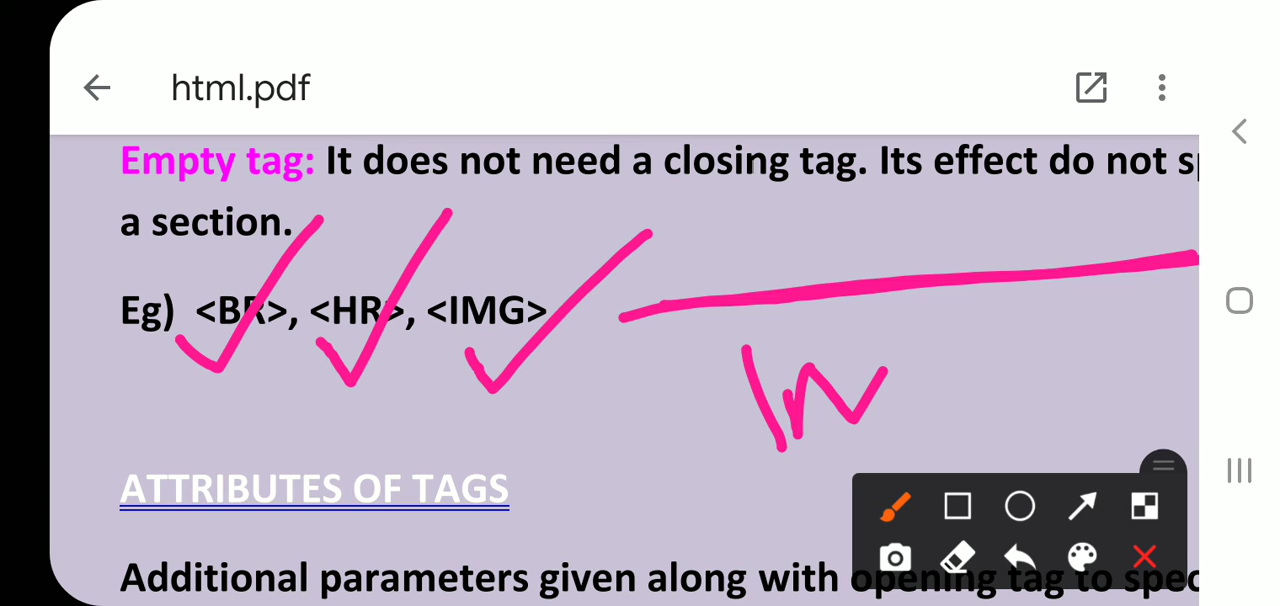 html.pdf
Empty tag: It does not need a closing tag. Its effect do not
a section.
Eg) <BR>, <HR>, <IMG>
ATTRIBUTES OF TAGS
Additional parameters given along with opening tag to